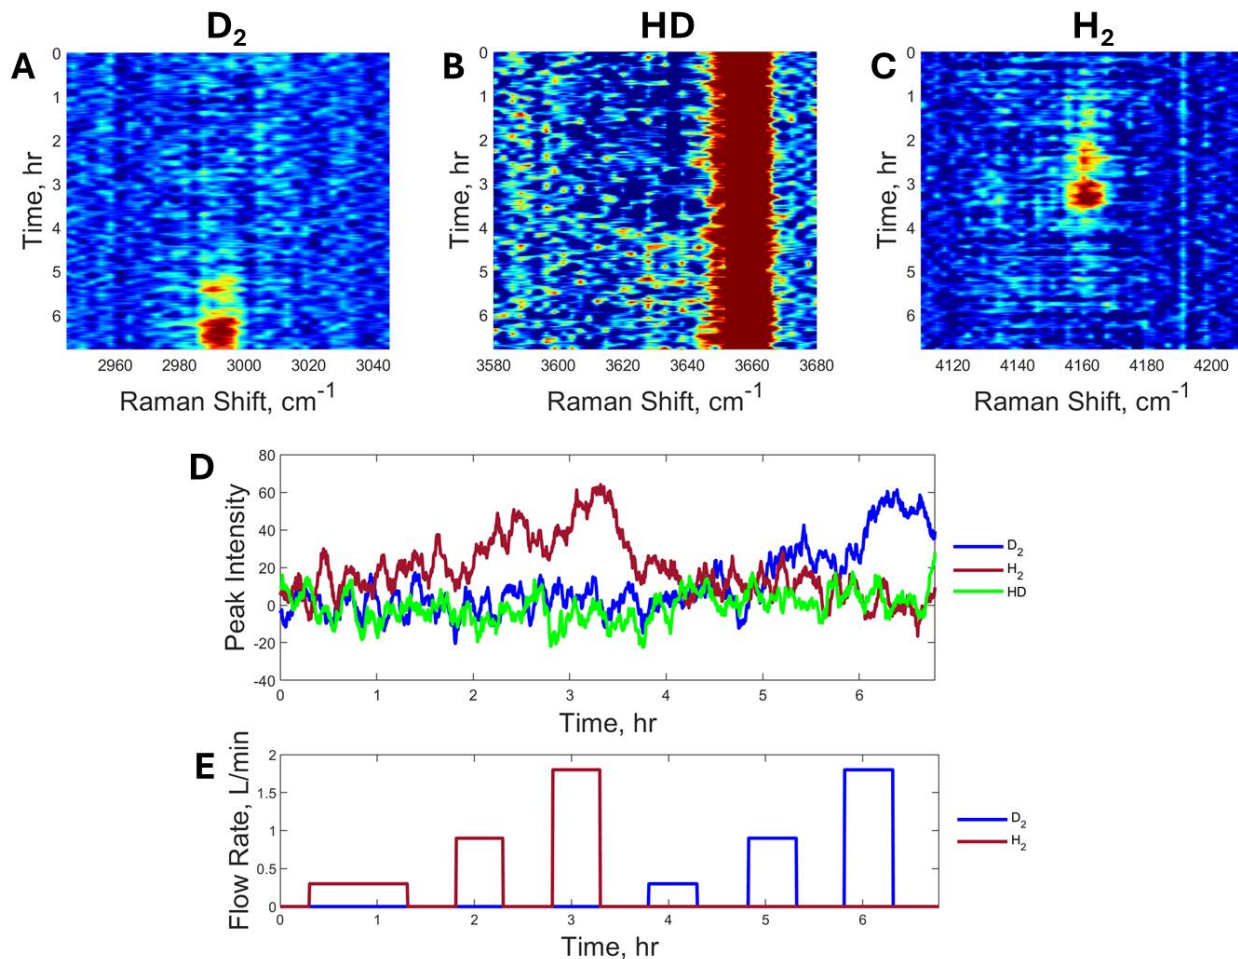 D2
HD
H2
A
B
C
0
1
2
3
4
5
6
Time, hr
2960
2980
3000
3020
3040
Raman Shift, cm-1
0
1
2
3
4
5
6
Time, hr
3580
3600
3620
3640
3660
3680
Raman Shift, cm-1
0
1
2
3
4
5
6
Time, hr
4120
4140
4160
4180
4200
Raman Shift, cm-1
D
80
60
40
20
0
-20
-40
Peak Intensity
0
1
2
3
4
5
6
Time, hr
D2
H2
HD
E
2
1.5
1
0.5
0
Flow Rate, L/min
0
1
2
3
4
5
6
Time, hr
D2
H2